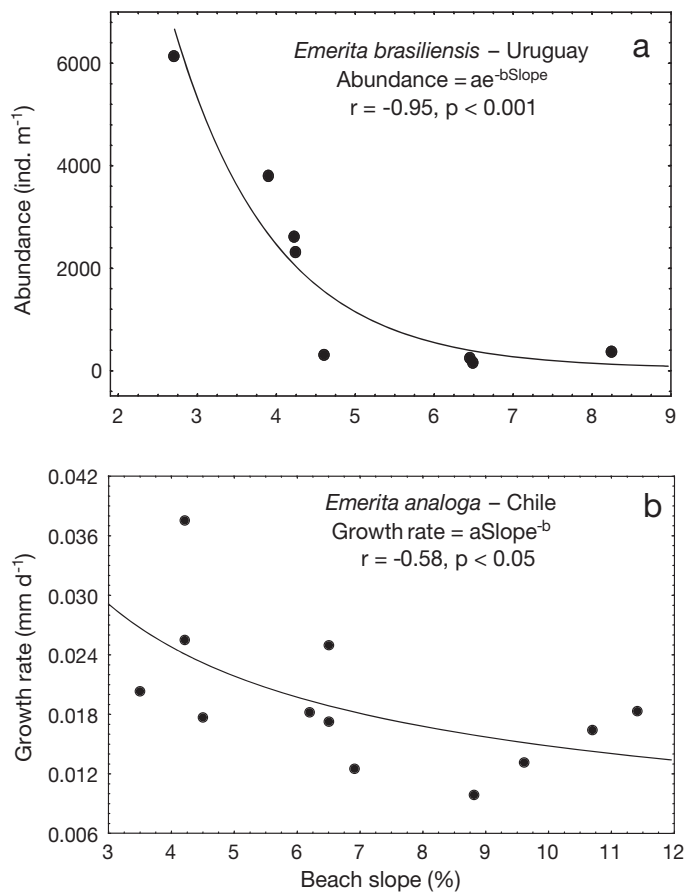 a
Emerita brasiliensis – Uruguay
Abundance = ae^-bSlope
r = -0.95, p < 0.001
Abundance (ind. m⁻¹)
6000
4000
2000
0
2 3 4 5 6 7 8 9
b
Emerita analoga – Chile
Growth rate = aSlope^-b
r = -0.58, p < 0.05
Growth rate (mm d⁻¹)
0.042
0.036
0.030
0.024
0.018
0.012
0.006
3 4 5 6 7 8 9 10 11 12
Beach slope (%)